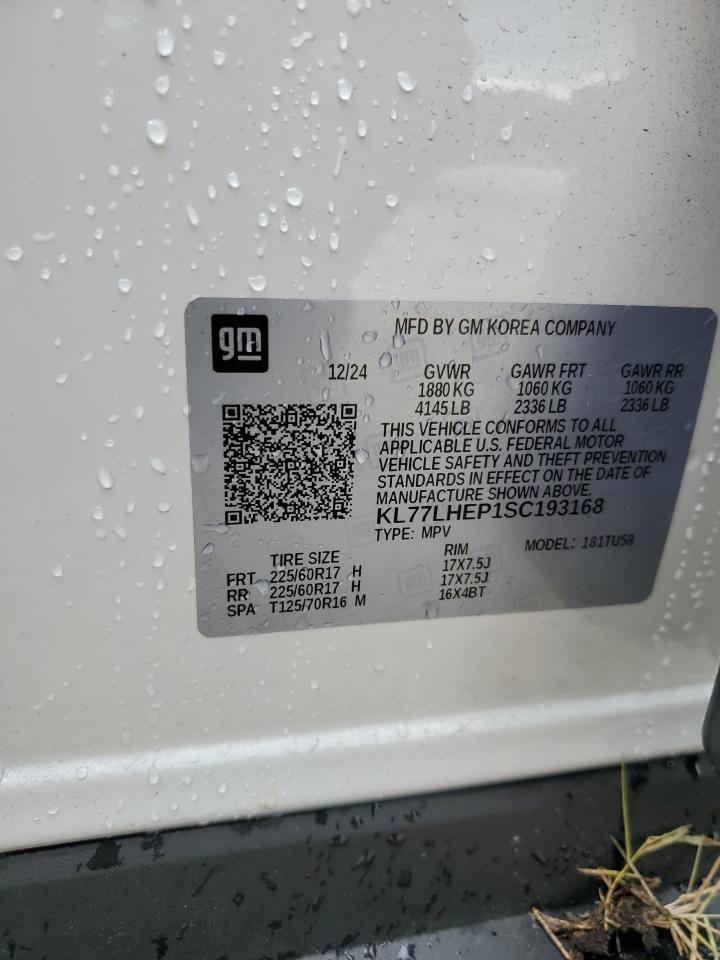 gm
MFD BY GM KOREA COMPANY
12/24 GVWR GAWR FRT GAWR RR
1880 KG 1060 KG 1060 KG
4145 LB 2336 LB 2336 LB
THIS VEHICLE CONFORMS TO ALL
APPLICABLE U.S. FEDERAL MOTOR
VEHICLE SAFETY AND THEFT PREVENTION
STANDARDS IN EFFECT ON THE DATE OF
MANUFACTURE SHOWN ABOVE.
KL77LHEP1SC193168
TYPE: MPV MODEL: 181TU58
TIRE SIZE RIM
FRT 225/60R17 H 17X7.5J
RR 225/60R17 H 17X7.5J
SPA T125/70R16 M 16X4BT